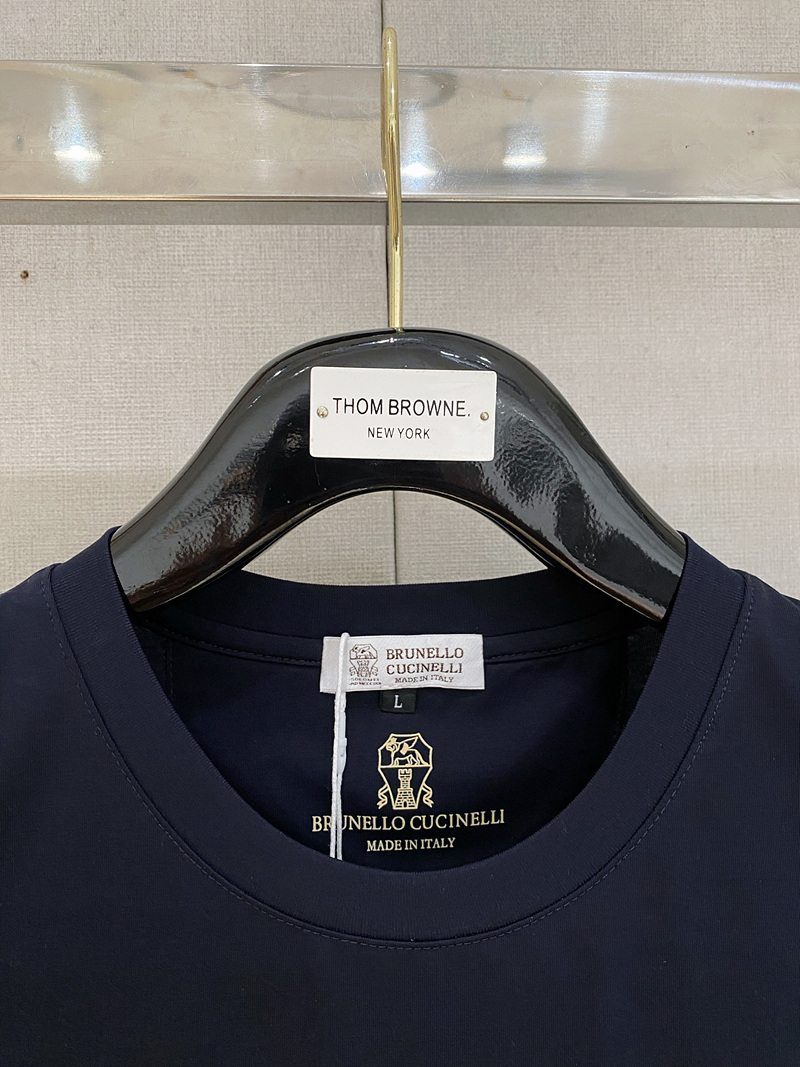 THOM BROWNE.
NEW YORK
BRUNELLO
CUCINELLI
MADE IN ITALY
L
BRUNELLO CUCINELLI
MADE IN ITALY